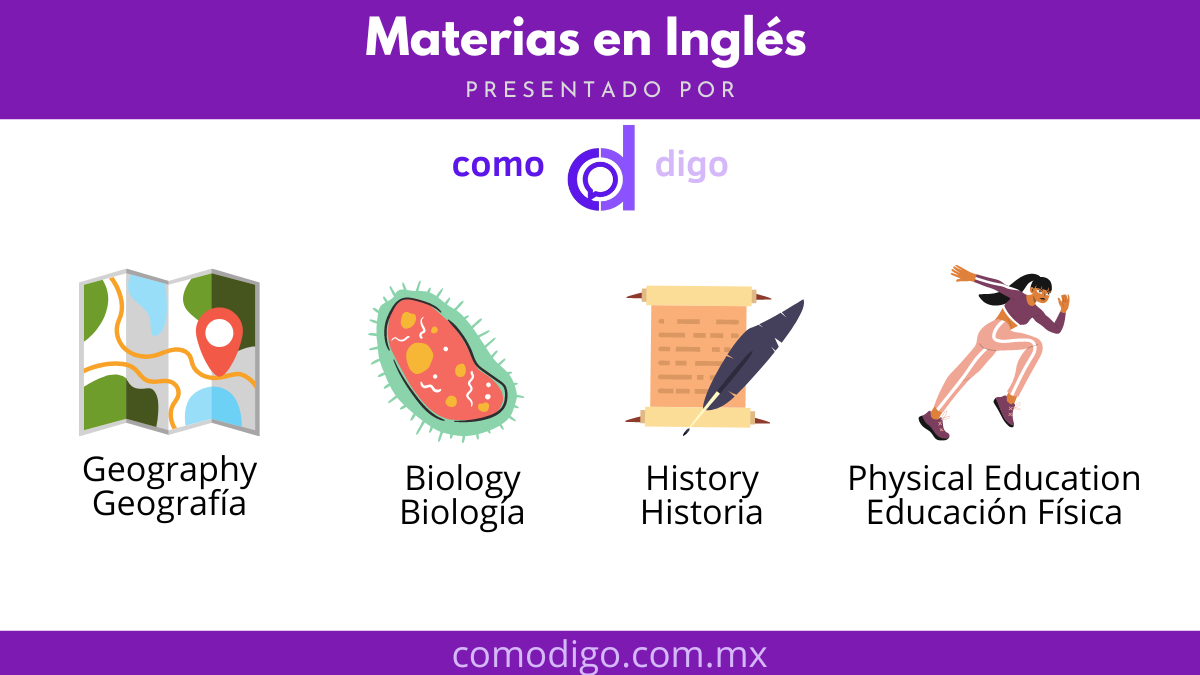 Materias en Inglés
PRESENTADO POR
como d digo
Geography
Geografía
Biology
Biología
History
Historia
Physical Education
Educación Física
comodigo.com.mx